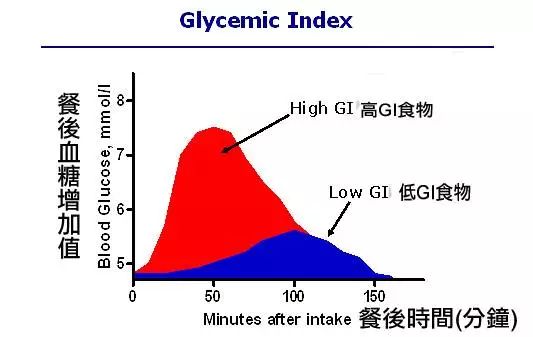 Glycemic Index
餐後血糖增加值
Blood Glucose, mmol/l
8
7
6
5
High GI 高GI食物
Low GI 低GI食物
0 50 100 150
Minutes after intake 餐後時間(分鐘)